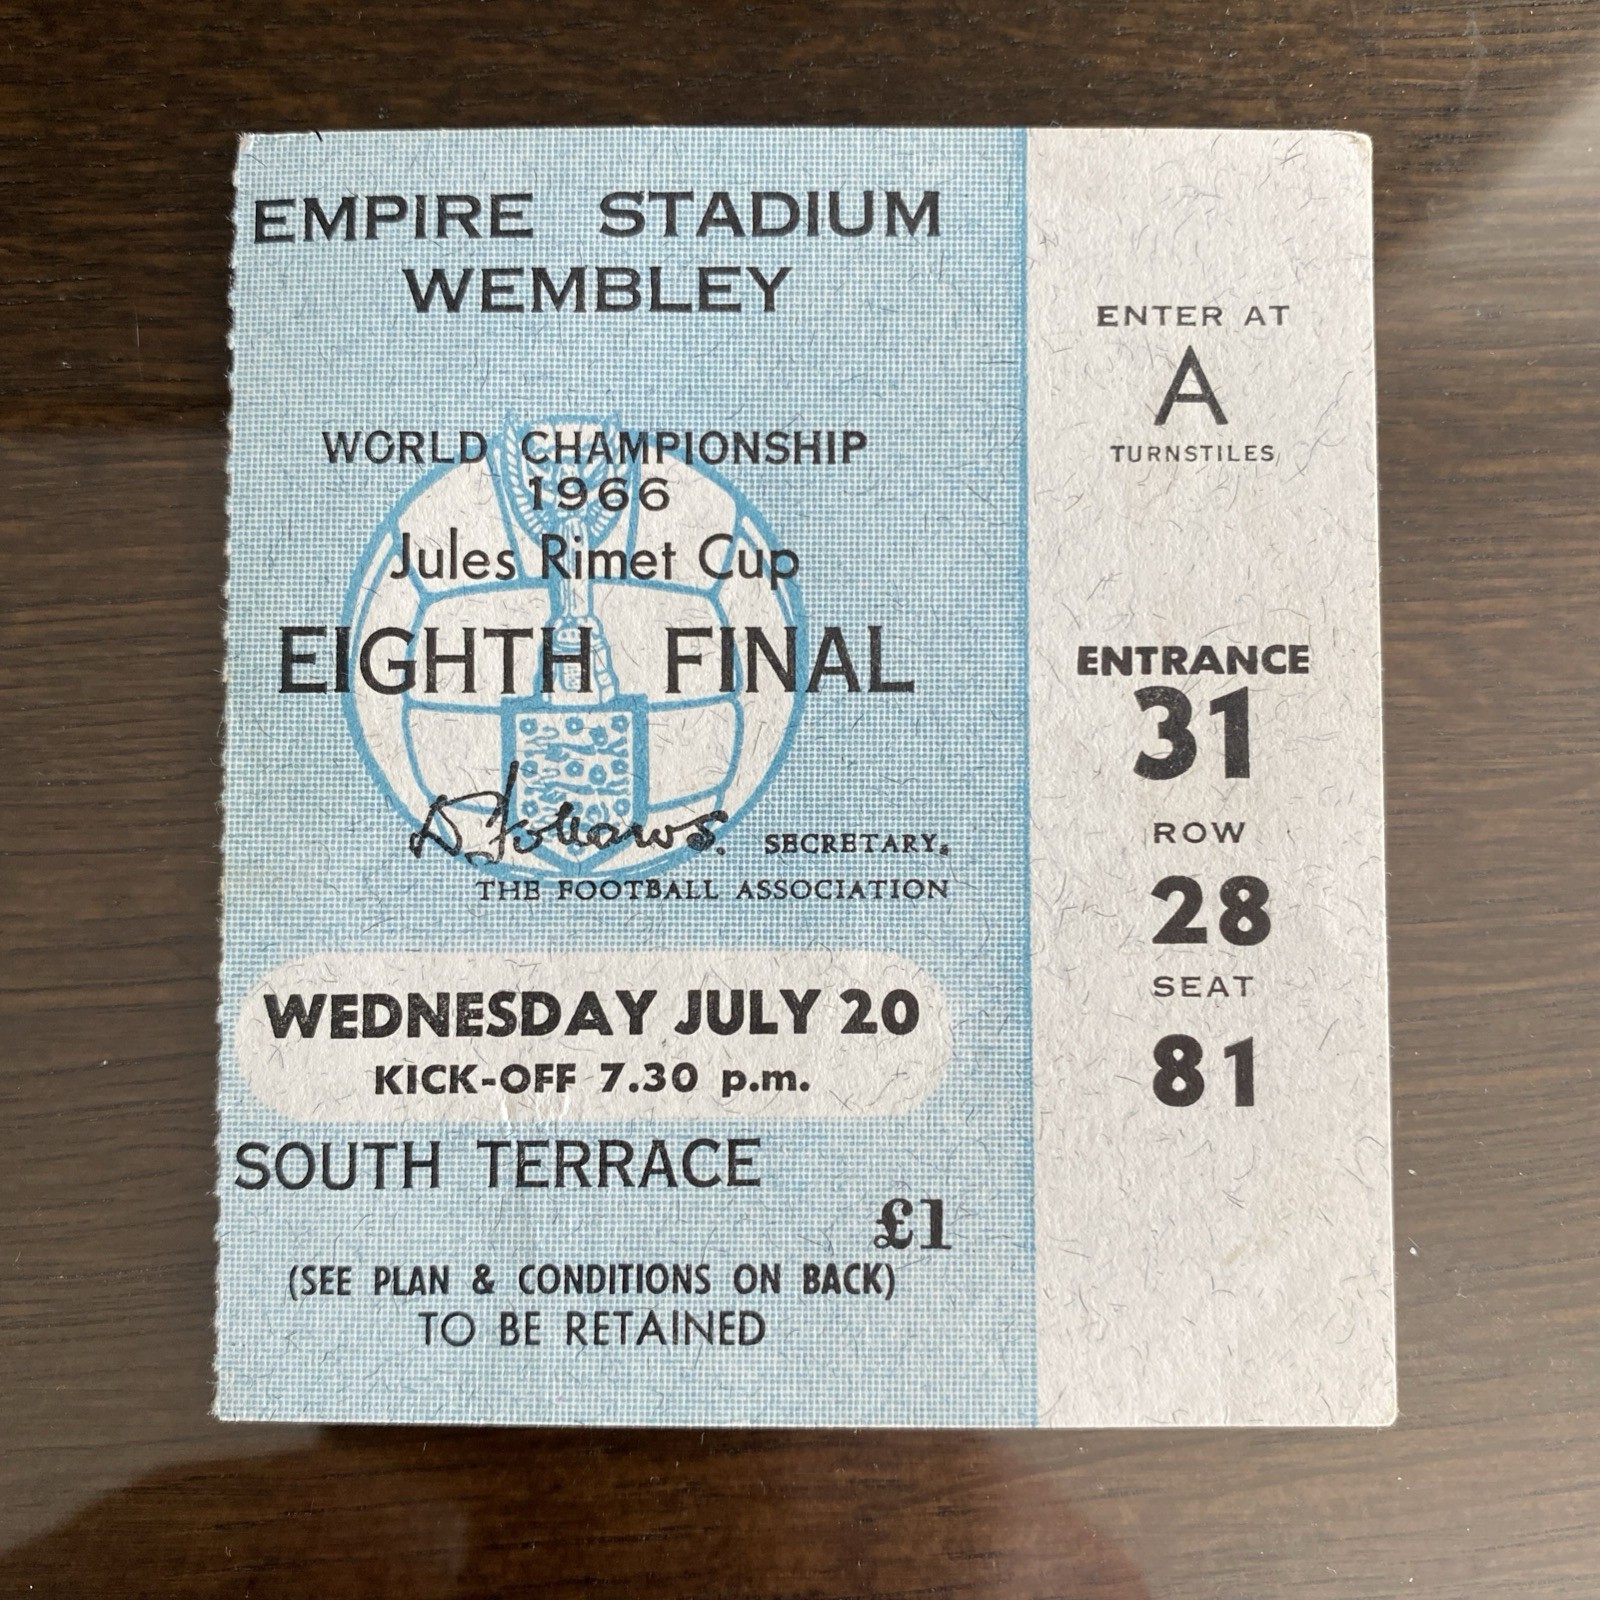 EMPIRE STADIUM
WEMBLEY
WORLD CHAMPIONSHIP
1966
Jules Rimet Cup
EIGHTH FINAL
D. Follows. SECRETARY,
THE FOOTBALL ASSOCIATION
WEDNESDAY JULY 20
KICK-OFF 7.30 p.m.
SOUTH TERRACE
£1
(SEE PLAN & CONDITIONS ON BACK)
TO BE RETAINED
ENTER AT
A
TURNSTILES
ENTRANCE
31
ROW
28
SEAT
81